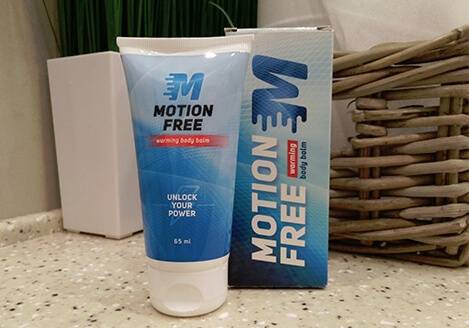 M
MOTION
FREE
warming body balm
UNLOCK
YOUR
POWER
65 ml
M
MOTION
FREE
warming
body balm